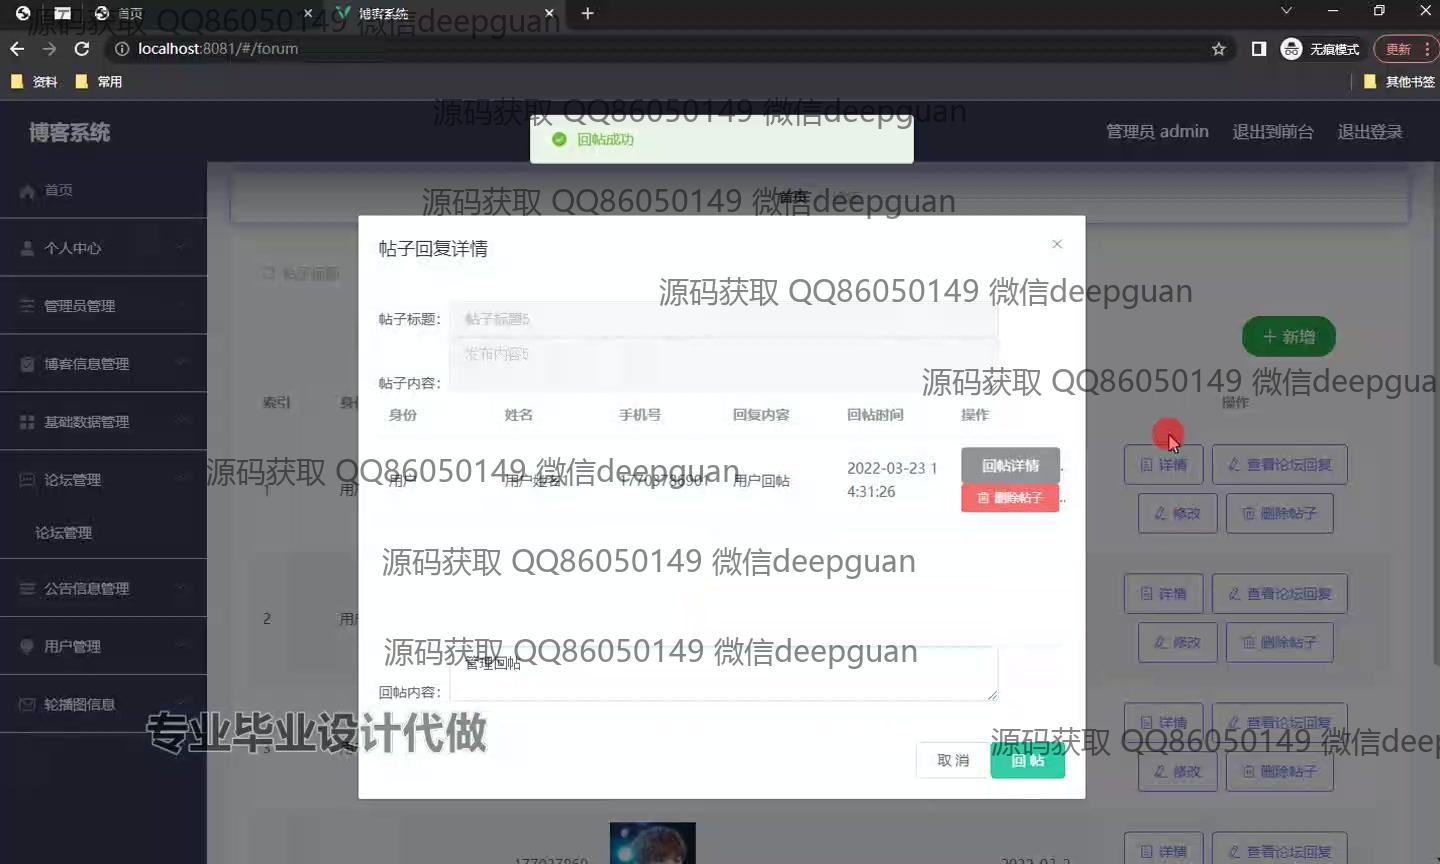 首页
博客系统
源码获取 QQ86050149 微信deepguan
localhost:8081/#/forum
无痕模式
更新
资料
常用
其他书签
源码获取 QQ86050149 微信deepguan
博客系统
回帖成功
管理员 admin
退出到前台
退出登录
首页
源码获取 QQ86050149 微信deepguan
首页
个人中心
管理员管理
博客信息管理
基础数据管理
论坛管理
论坛管理
公告信息管理
用户管理
轮播图信息
帖子标题
帖子回复详情
源码获取 QQ86050149 微信deepguan
帖子标题:
帖子标题5
新增
发布内容5
帖子内容:
源码获取 QQ86050149 微信deepgua
索引
操作
身份 姓名 手机号 回复内容 回帖时间 操作
源码获取 QQ86050149 微信deepguan
用户 用户姓名1 17703786901 用户回帖
2022-03-23 1
4:31:26
回帖详情
删除帖子
1
详情 查看论坛回复
修改 删除帖子
源码获取 QQ86050149 微信deepguan
2
详情 查看论坛回复
修改 删除帖子
源码获取 QQ86050149 微信deepguan
管理回帖
回帖内容:
专业毕业设计代做
3
详情 查看论坛回复
源码获取 QQ86050149 微信deep
修改 删除帖子
取消
回帖
详情 查看论坛回复